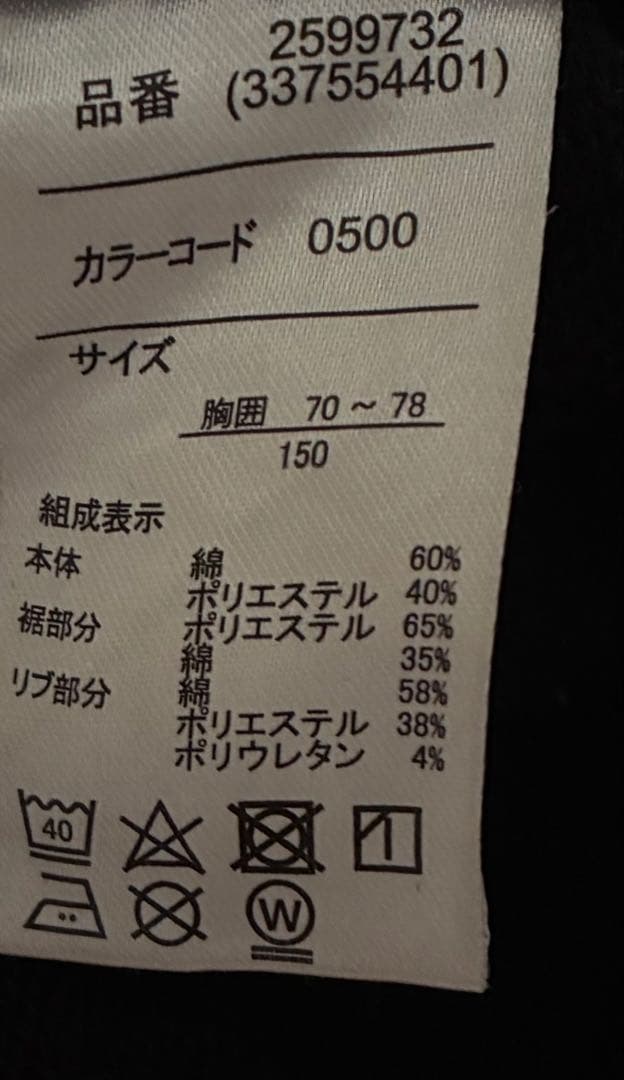 2599732
品番 (337554401)
カラーコード 0500
サイズ
胸囲 70 ~ 78
150
組成表示
本体 綿 60%
ポリエステル 40%
裾部分 ポリエステル 65%
綿 35%
リブ部分 綿 58%
ポリエステル 38%
ポリウレタン 4%
40
W